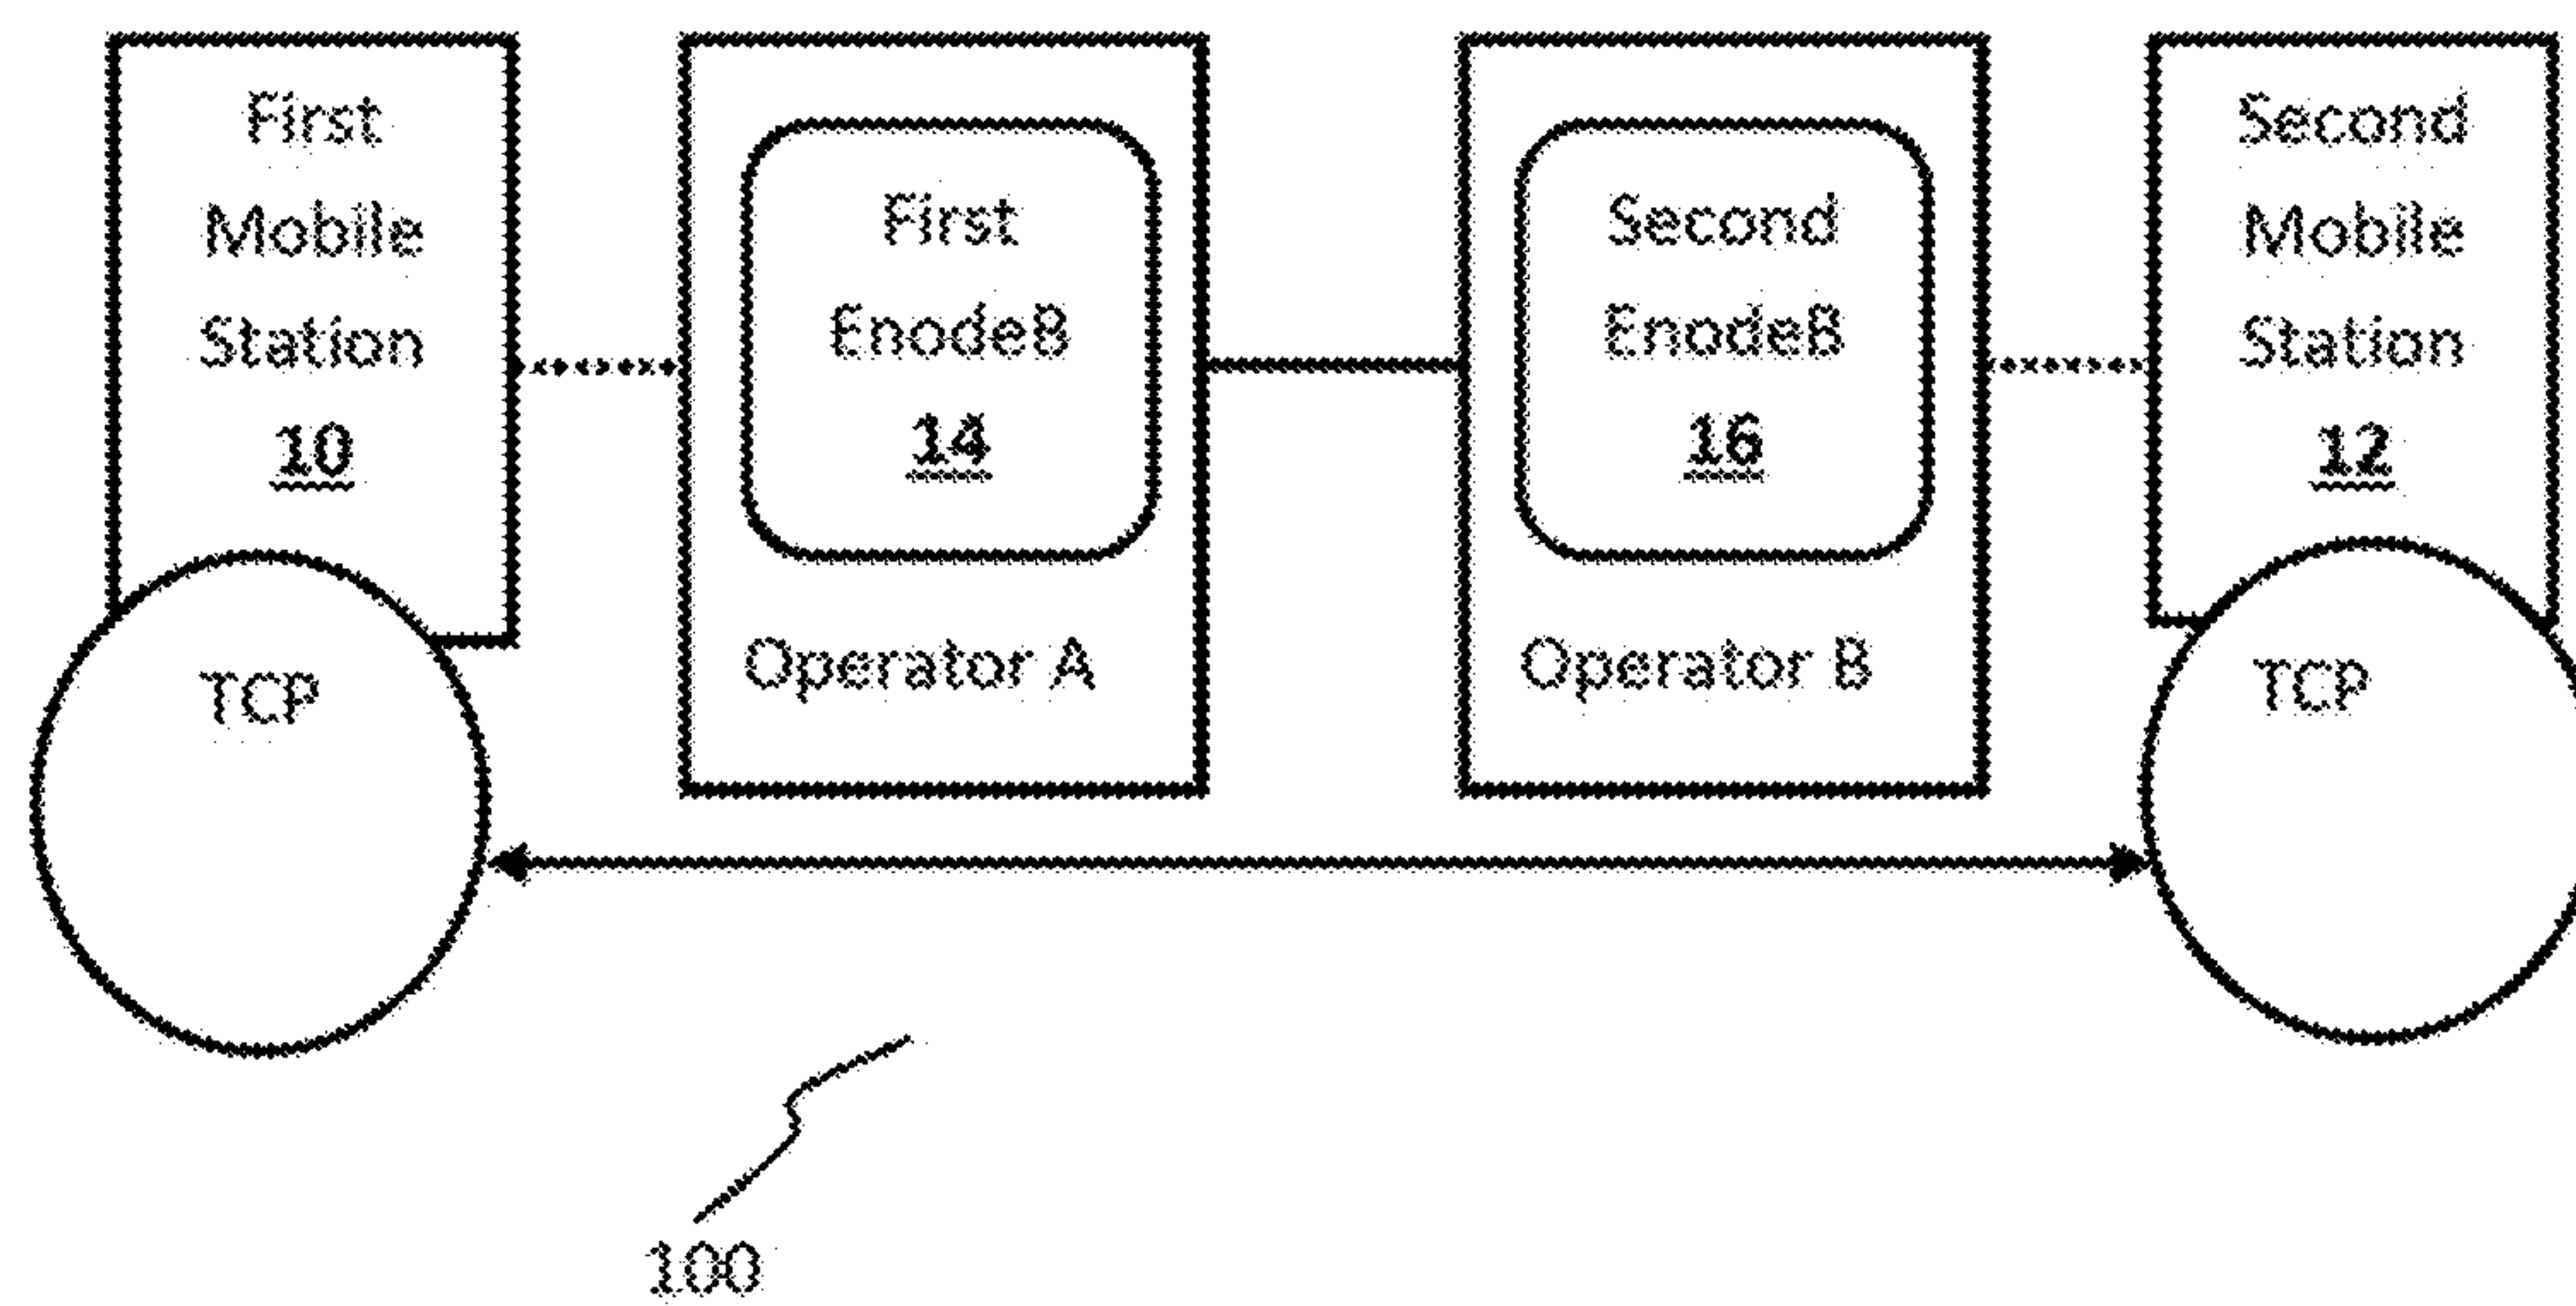 First
Mobile
Station
10
TCP
First
EnodeB
14
Operator A
Second
EnodeB
16
Operator B
Second
Mobile
Station
12
TCP
100